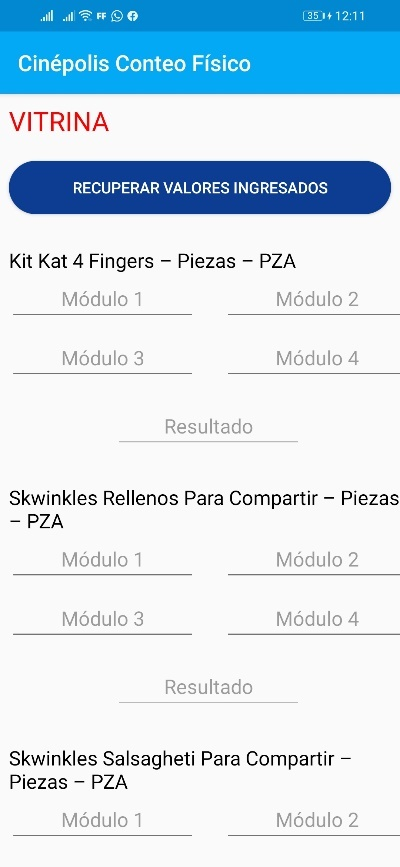 FF 35 12:11
Cinépolis Conteo Físico
VITRINA
RECUPERAR VALORES INGRESADOS
Kit Kat 4 Fingers – Piezas – PZA
Módulo 1 Módulo 2
Módulo 3 Módulo 4
Resultado
Skwinkles Rellenos Para Compartir – Piezas
– PZA
Módulo 1 Módulo 2
Módulo 3 Módulo 4
Resultado
Skwinkles Salsagheti Para Compartir –
Piezas – PZA
Módulo 1 Módulo 2